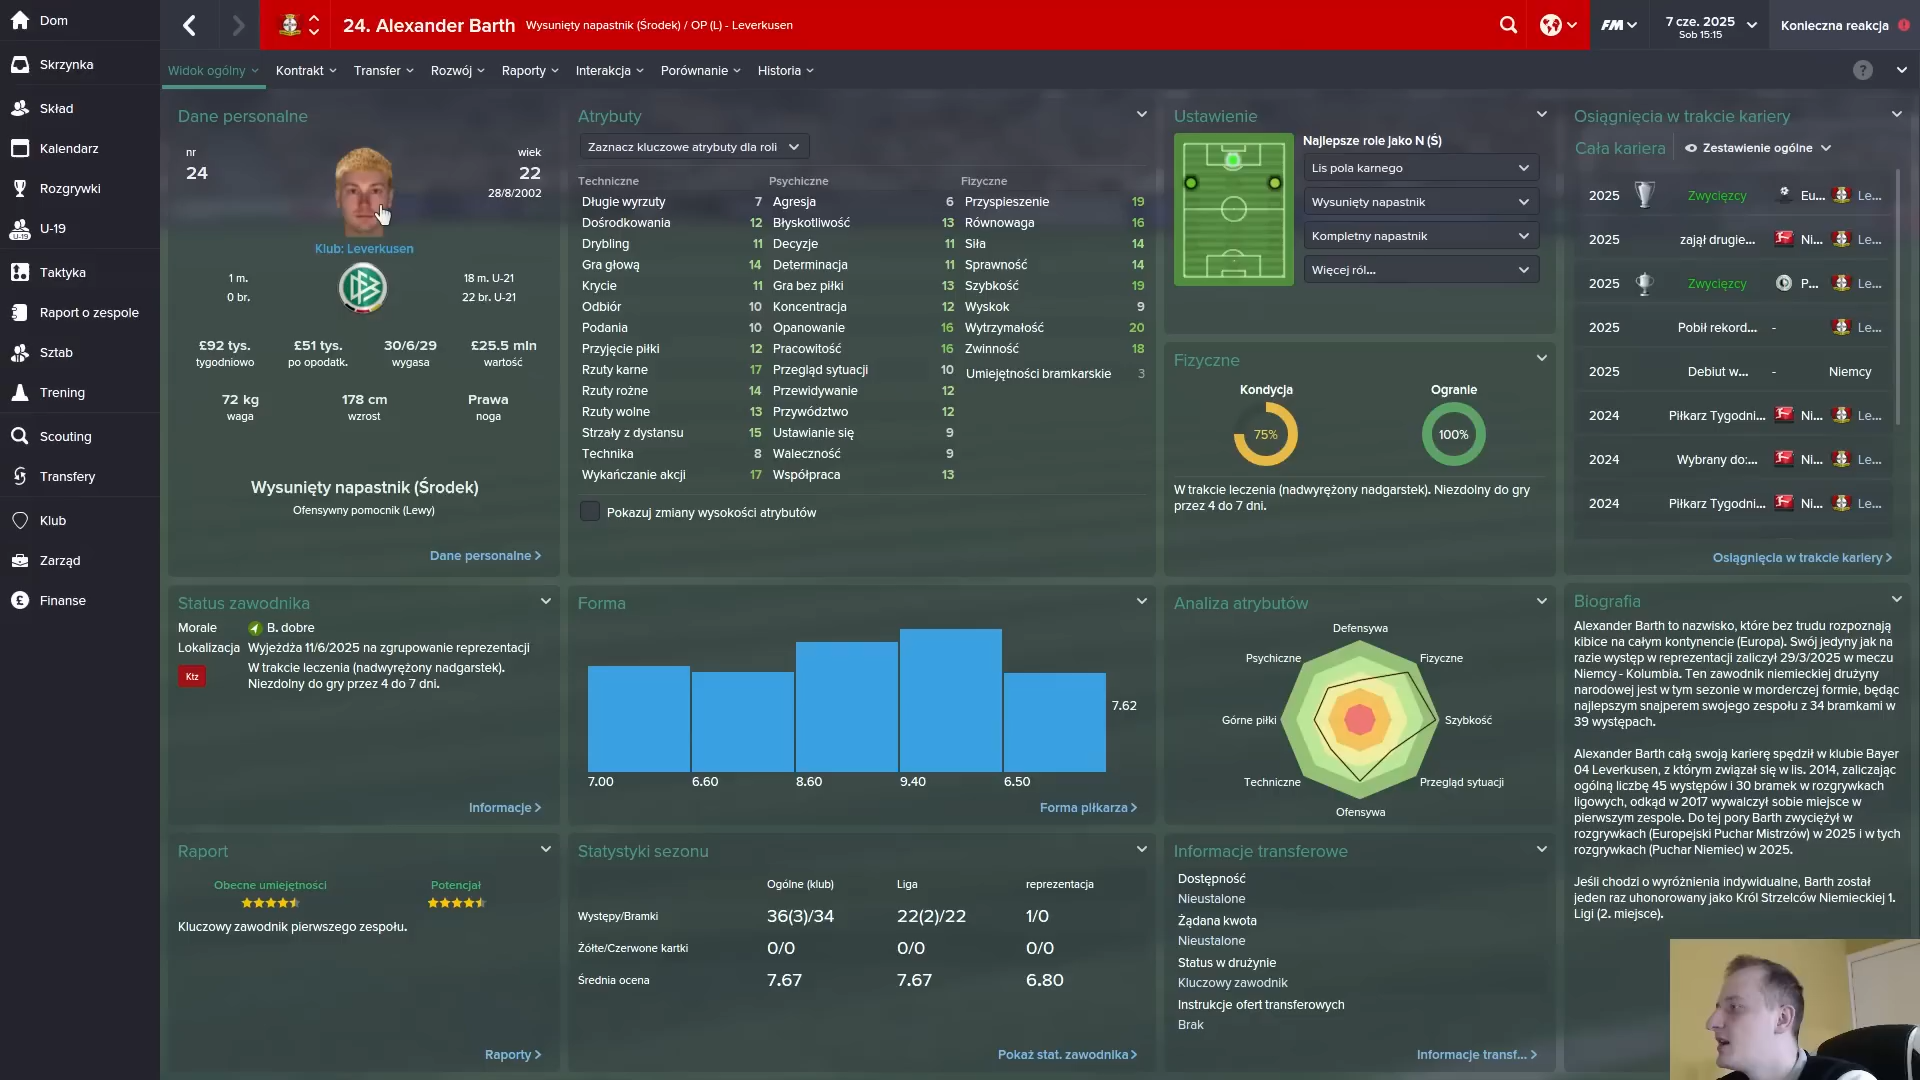 Dom
Skrzynka
Skład
Kalendarz
Rozgrywki
U-19
U-19
Taktyka
Raport o zespole
Sztab
Trening
Scouting
Transfery
Klub
Zarząd
Finanse
24. Alexander Barth Wysunięty napastnik (Środek) / OP (L) - Leverkusen
FM
7 cze. 2025
Sob 15:15
Konieczna reakcja
Widok ogólny Kontrakt Transfer Rozwój Raporty Interakcja Porównanie Historia
?
Dane personalne
nr
24
wiek
22
28/8/2002
Klub: Leverkusen
1 m.
0 br.
18 m. U-21
22 br. U-21
£92 tys.
tygodniowo
£51 tys.
po opodatk.
30/6/29
wygasa
£25.5 mln
wartość
72 kg
waga
178 cm
wzrost
Prawa
noga
Wysunięty napastnik (Środek)
Ofensywny pomocnik (Lewy)
Dane personalne >
Atrybuty
Zaznacz kluczowe atrybuty dla roli
Techniczne Psychiczne Fizyczne
Długie wyrzuty 7 Agresja 6 Przyspieszenie 19
Dośrodkowania 12 Błyskotliwość 13 Równowaga 16
Drybling 11 Decyzje 11 Siła 14
Gra głową 14 Determinacja 11 Sprawność 14
Krycie 11 Gra bez piłki 13 Szybkość 19
Odbiór 10 Koncentracja 12 Wyskok 9
Podania 10 Opanowanie 16 Wytrzymałość 20
Przyjęcie piłki 12 Pracowitość 16 Zwinność 18
Rzuty karne 17 Przegląd sytuacji 10 Umiejętności bramkarskie 3
Rzuty rożne 14 Przewidywanie 12
Rzuty wolne 13 Przywództwo 12
Strzały z dystansu 15 Ustawianie się 9
Technika 8 Waleczność 9
Wykańczanie akcji 17 Współpraca 13
Pokazuj zmiany wysokości atrybutów
Ustawienie
Najlepsze role jako N (Ś)
Lis pola karnego
Wysunięty napastnik
Kompletny napastnik
Więcej ról...
Fizyczne
Kondycja Ogranie
75% 100%
W trakcie leczenia (nadwyrężony nadgarstek). Niezdolny do gry
przez 4 do 7 dni.
Osiągnięcia w trakcie kariery
Cała kariera Zestawienie ogólne
2025 Zwycięzcy Eu... Le...
2025 zajął drugie... Ni... Le...
2025 Zwycięzcy P... Le...
2025 Pobił rekord... - Le...
2025 Debiut w... - Niemcy
2024 Piłkarz Tygodni... Ni... Le...
2024 Wybrany do:... Ni... Le...
2024 Piłkarz Tygodni... Ni... Le...
Osiągnięcia w trakcie kariery >
Status zawodnika
Morale B. dobre
Lokalizacja Wyjeżdża 11/6/2025 na zgrupowanie reprezentacji
Ktz W trakcie leczenia (nadwyrężony nadgarstek).
Niezdolny do gry przez 4 do 7 dni.
Informacje >
Forma
7.62
7.00 6.60 8.60 9.40 6.50
Forma piłkarza >
Analiza atrybutów
Defensywa
Psychiczne Fizyczne
Górne piłki Szybkość
Techniczne Przegląd sytuacji
Ofensywa
Biografia
Alexander Barth to nazwisko, które bez trudu rozpoznają
kibice na całym kontynencie (Europa). Swój jedyny jak na
razie występ w reprezentacji zaliczył 29/3/2025 w meczu
Niemcy - Kolumbia. Ten zawodnik niemieckiej drużyny
narodowej jest w tym sezonie w morderczej formie, będąc
najlepszym snajperem swojego zespołu z 34 bramkami w
39 występach.
Alexander Barth całą swoją karierę spędził w klubie Bayer
04 Leverkusen, z którym związał się w lis. 2014, zaliczając
ogólną liczbę 45 występów i 30 bramek w rozgrywkach
ligowych, odkąd w 2017 wywalczył sobie miejsce w
pierwszym zespole. Do tej pory Barth zwyciężył w
rozgrywkach (Europejski Puchar Mistrzów) w 2025 i w tych
rozgrywkach (Puchar Niemiec) w 2025.
Jeśli chodzi o wyróżnienia indywidualne, Barth został
jeden raz uhonorowany jako Król Strzelców Niemieckiej 1.
Ligi (2. miejsce).
Raport
Obecne umiejętności Potencjał
Kluczowy zawodnik pierwszego zespołu.
Raporty >
Statystyki sezonu
Ogólne (klub) Liga reprezentacja
Występy/Bramki 36(3)/34 22(2)/22 1/0
Żółte/Czerwone kartki 0/0 0/0 0/0
Średnia ocena 7.67 7.67 6.80
Pokaż stat. zawodnika >
Informacje transferowe
Dostępność
Nieustalone
Żądana kwota
Nieustalone
Status w drużynie
Kluczowy zawodnik
Instrukcje ofert transferowych
Brak
Informacje transf... >